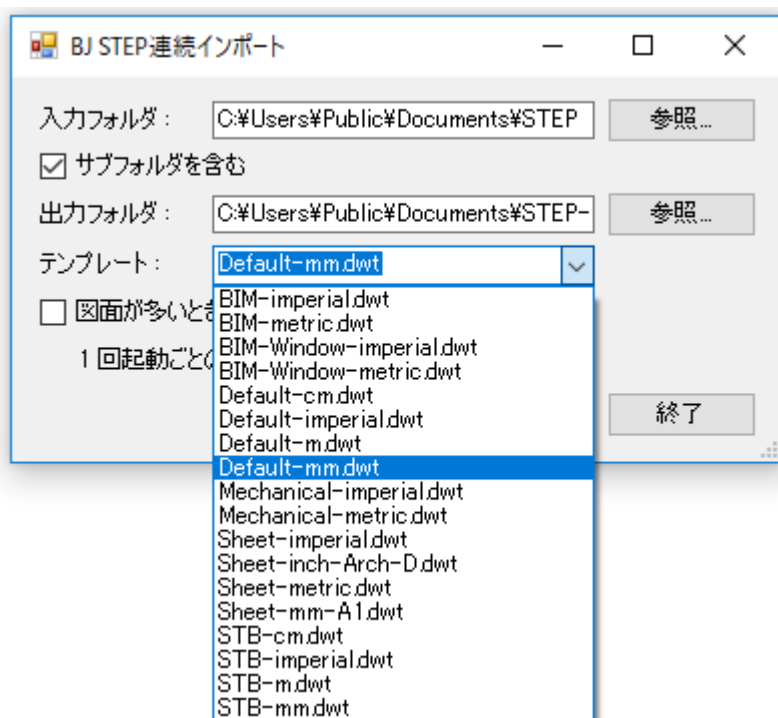 BJ STEP連続インポート
入力フォルダ： C:¥Users¥Public¥Documents¥STEP 参照...
サブフォルダを含む
出力フォルダ： C:¥Users¥Public¥Documents¥STEP- 参照...
テンプレート： Default-mm.dwt
図面が多いとき
1回起動ごとの
終了
BIM-imperial.dwt
BIM-metric.dwt
BIM-Window-imperial.dwt
BIM-Window-metric.dwt
Default-cm.dwt
Default-imperial.dwt
Default-m.dwt
Default-mm.dwt
Mechanical-imperial.dwt
Mechanical-metric.dwt
Sheet-imperial.dwt
Sheet-inch-Arch-D.dwt
Sheet-metric.dwt
Sheet-mm-A1.dwt
STB-cm.dwt
STB-imperial.dwt
STB-m.dwt
STB-mm.dwt